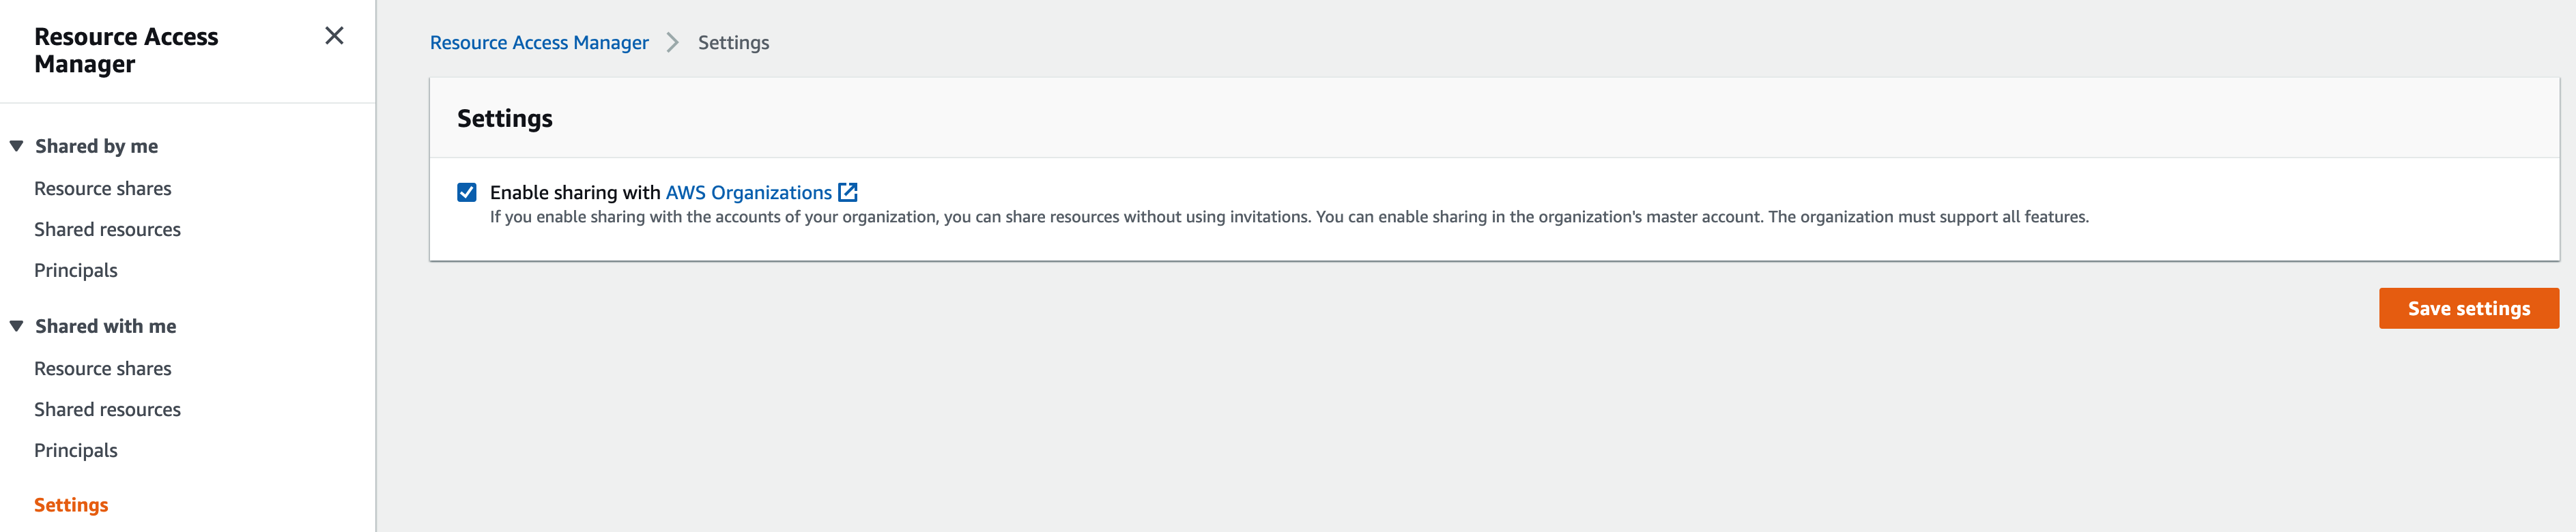 Resource Access
Manager
Shared by me
Resource shares
Shared resources
Principals
Shared with me
Resource shares
Shared resources
Principals
Settings
Resource Access Manager > Settings
Settings
Enable sharing with AWS Organizations
If you enable sharing with the accounts of your organization, you can share resources without using invitations. You can enable sharing in the organization's master account. The organization must support all features.
Save settings